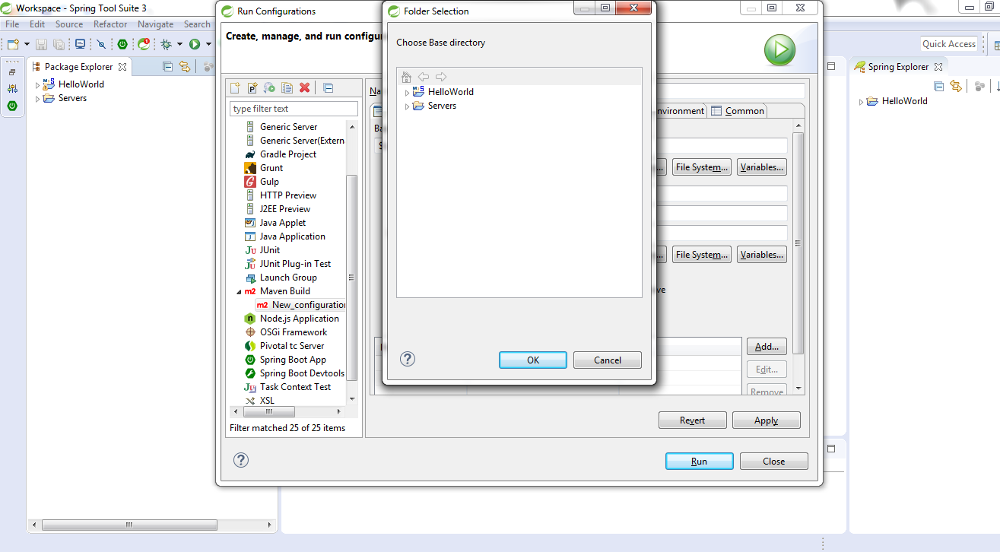 Workspace - Spring Tool Suite 3
File Edit Source Refactor Navigate Search
Quick Access
Package Explorer
HelloWorld
Servers
Run Configurations
Create, manage, and run configu
type filter text
Generic Server
Generic Server(Extern
Gradle Project
Grunt
Gulp
HTTP Preview
J2EE Preview
Java Applet
Java Application
JUnit
JUnit Plug-in Test
Launch Group
Maven Build
New_configuration
Node.js Application
OSGi Framework
Pivotal tc Server
Spring Boot App
Spring Boot Devtools
Task Context Test
XSL
Filter matched 25 of 25 items
Na
nvironment
Common
Ba
File System...
Variables...
File System...
Variables...
ve
Add...
Edit...
Remove
Revert
Apply
Run
Close
Folder Selection
Choose Base directory
HelloWorld
Servers
OK
Cancel
Spring Explorer
HelloWorld